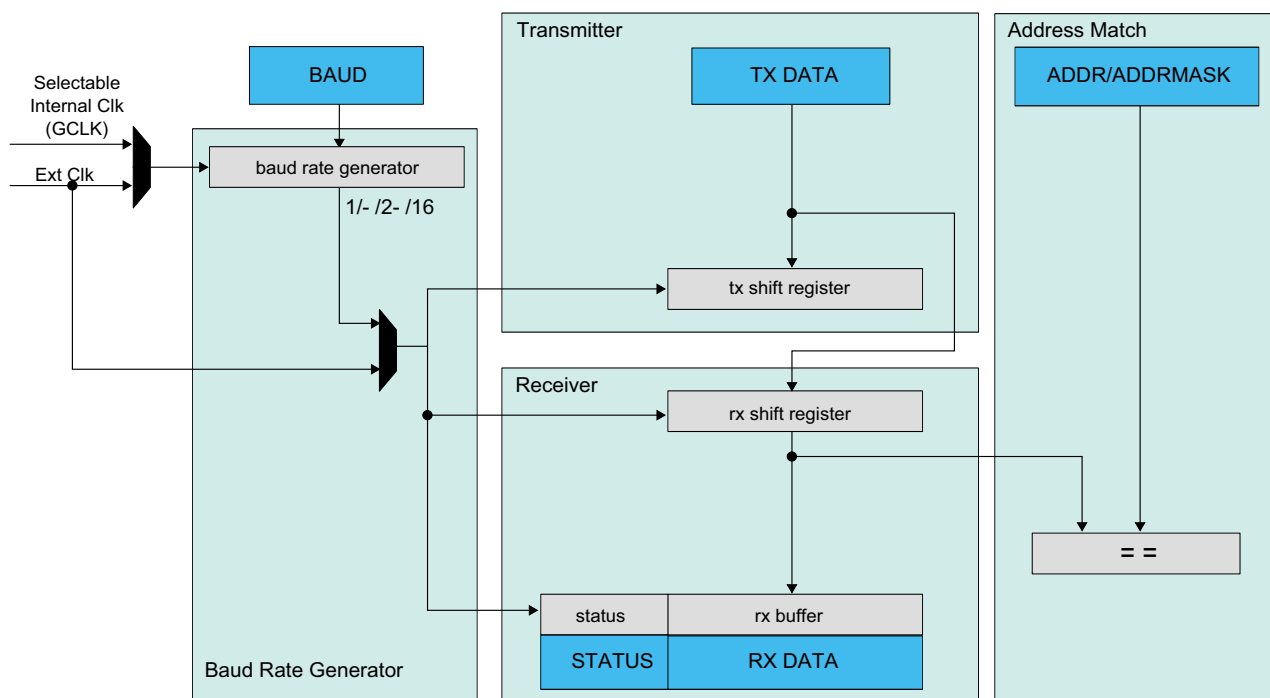 Transmitter
Address Match
BAUD
TX DATA
ADDR/ADDRMASK
Selectable
Internal Clk
(GCLK)
Ext Clk
baud rate generator
1/- /2- /16
tx shift register
Receiver
rx shift register
= =
status
rx buffer
STATUS
RX DATA
Baud Rate Generator